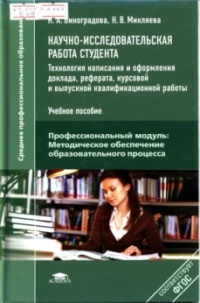 Н. А. Виноградова, Н. В. Микляева
НАУЧНО-ИССЛЕДОВАТЕЛЬСКАЯ
РАБОТА СТУДЕНТА
Технология написания и оформления
доклада, реферата, курсовой
и выпускной квалификационной работы
Учебное пособие
Профессиональный модуль:
Методическое обеспечение
образовательного процесса
Среднее профессиональное образование
ACADEMA
соответствует
ФГОС